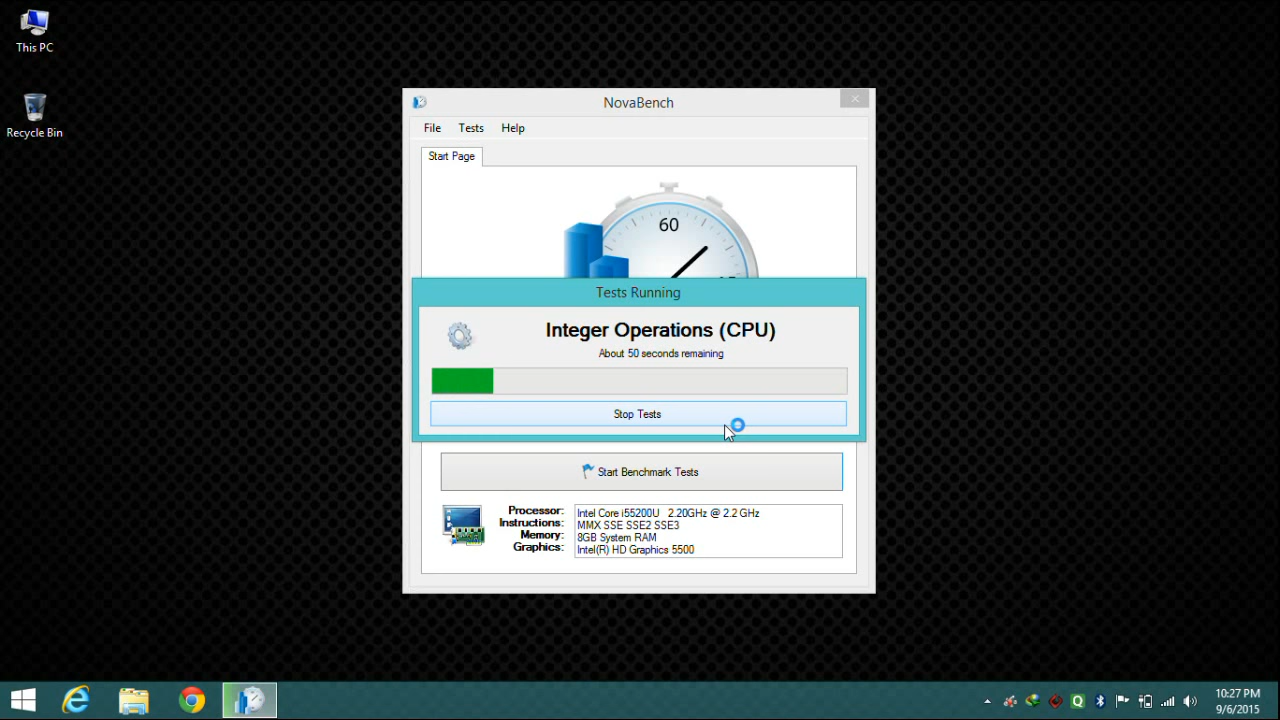 This PC
Recycle Bin
NovaBench
File Tests Help
Start Page
60
Tests Running
Integer Operations (CPU)
About 50 seconds remaining
Stop Tests
Start Benchmark Tests
Processor: Intel Core i55200U 2.20GHz @ 2.2 GHz
Instructions: MMX SSE SSE2 SSE3
Memory: 8GB System RAM
Graphics: Intel(R) HD Graphics 5500
10:27 PM
9/6/2015